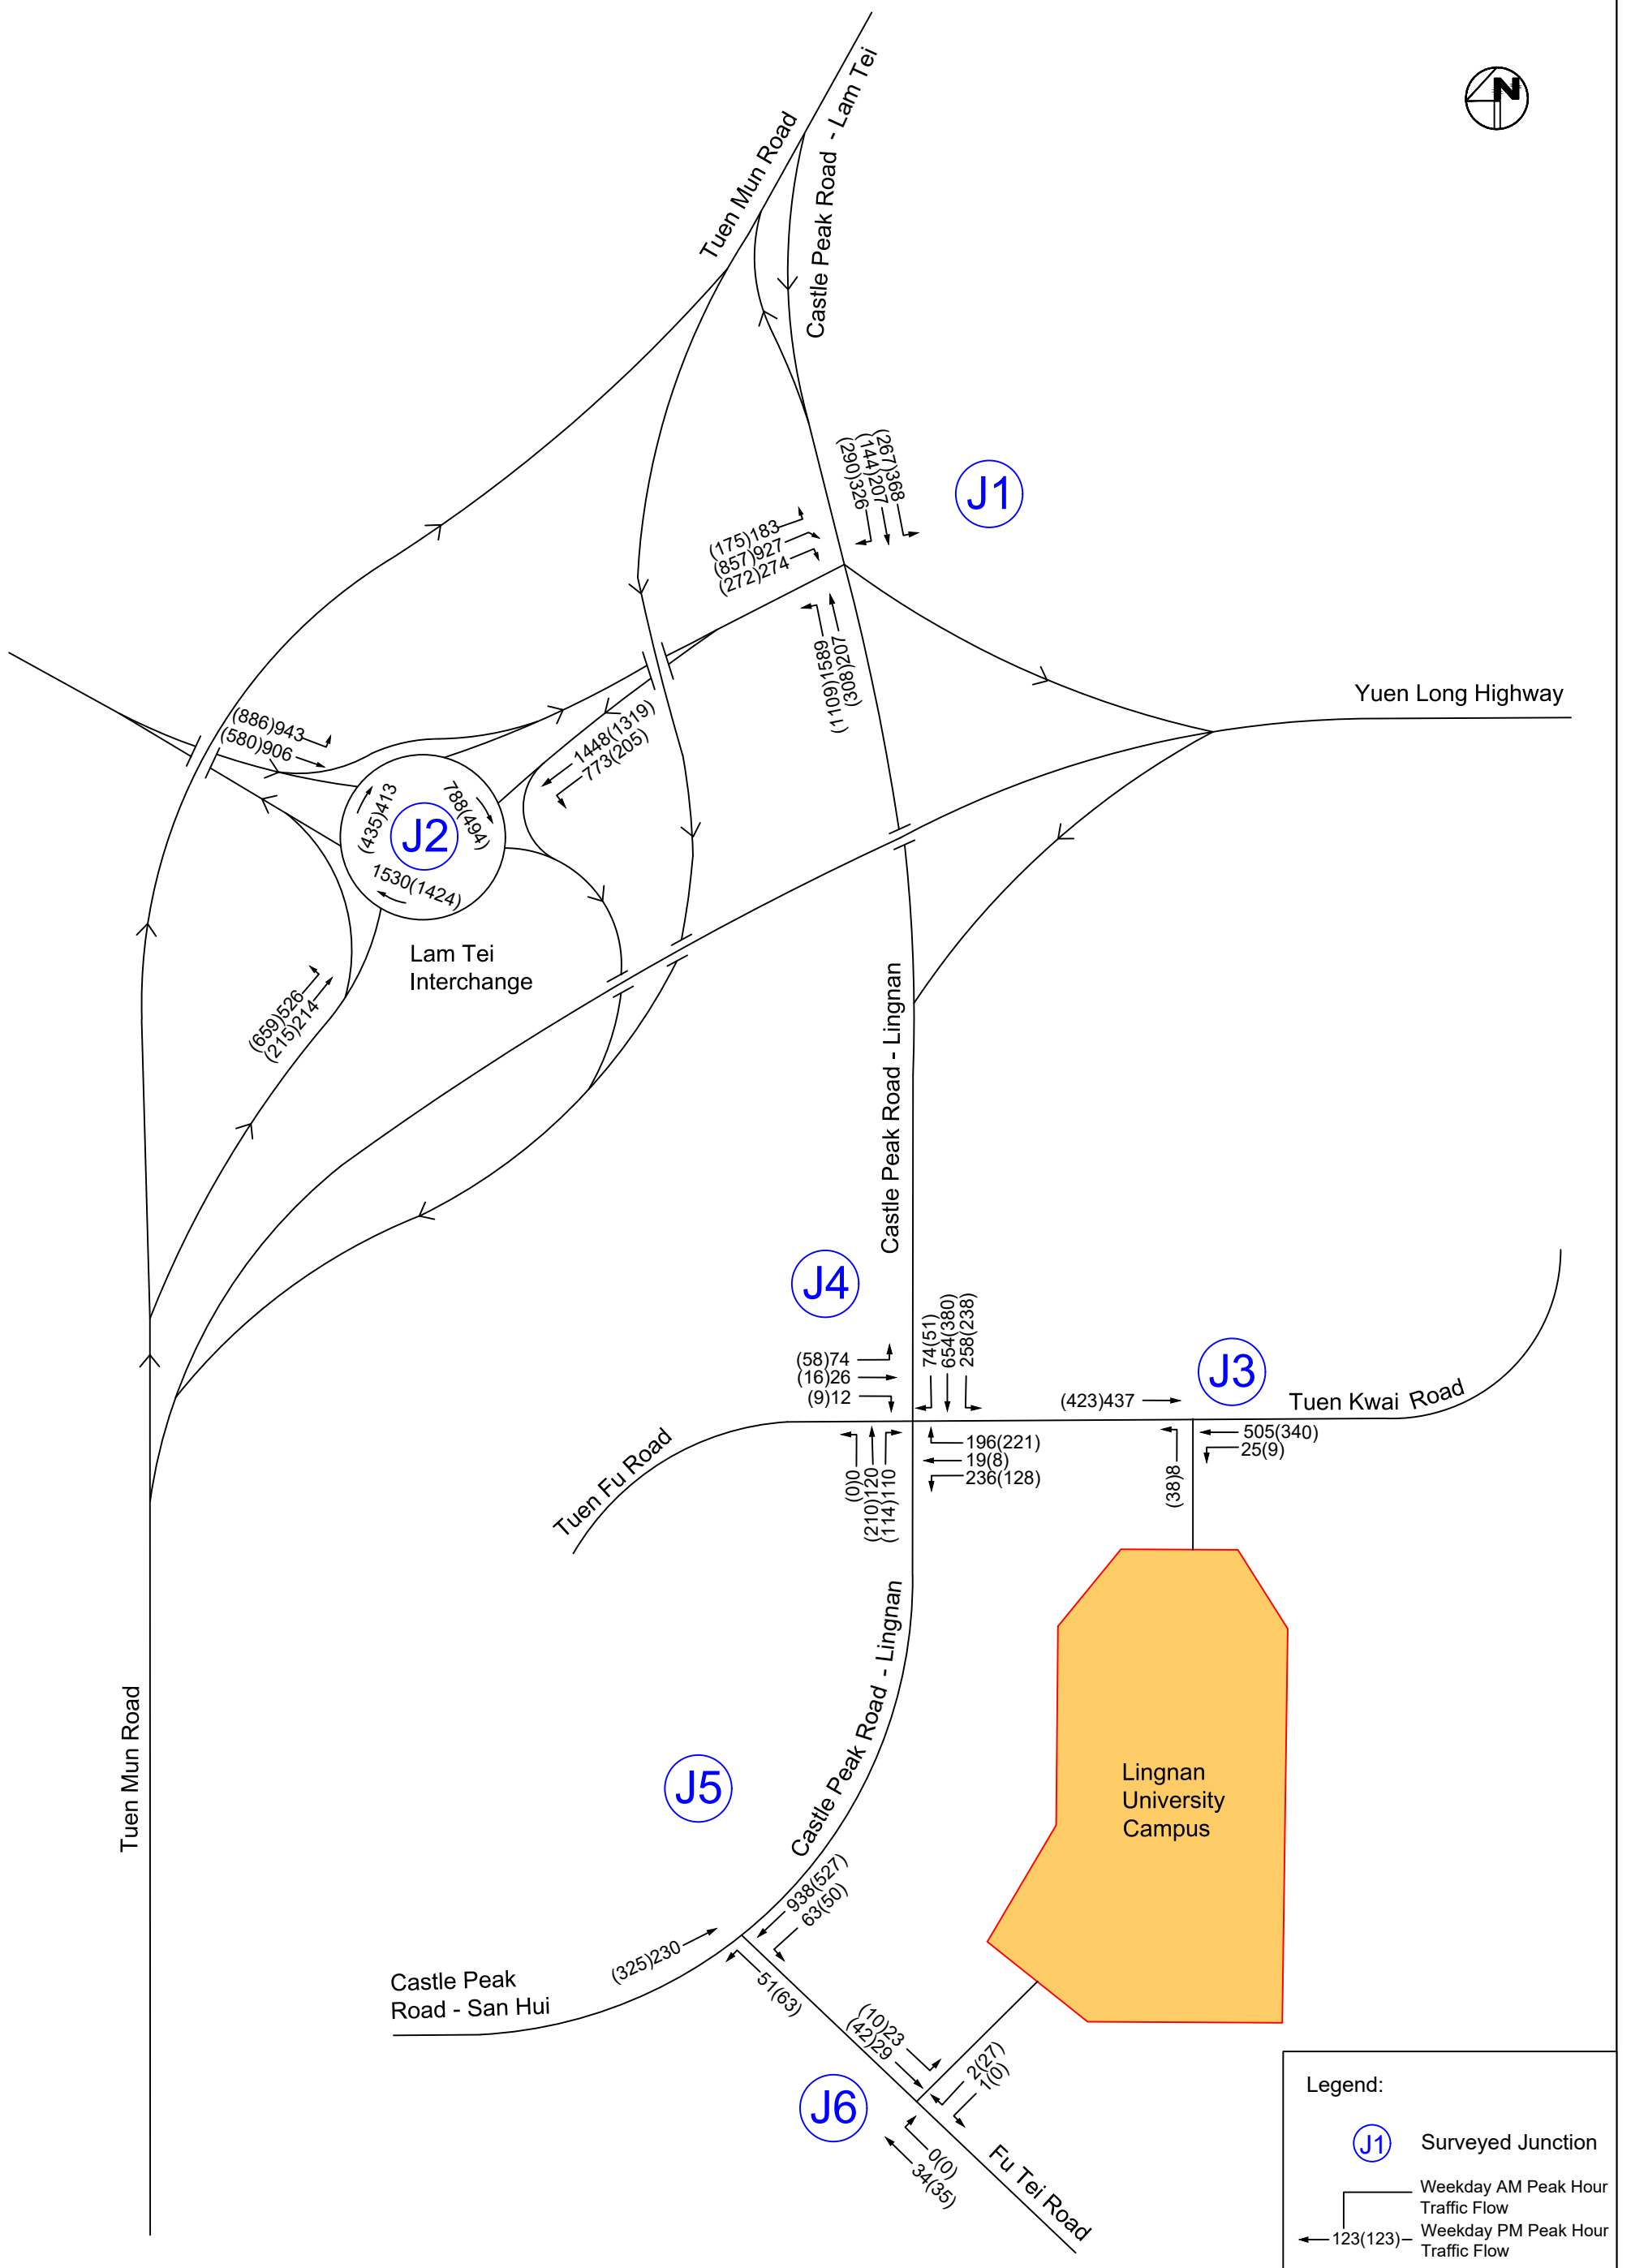 N
Tuen Mun Road
Castle Peak Road - Lam Tei
J1
(267)368
(144)207
(290)326
(175)183
(857)927
(272)274
(1109)1589
(308)207
Yuen Long Highway
(886)943
(580)906
1448(1319)
773(205)
(435)413
788(494)
J2
1530(1424)
Lam Tei
Interchange
(659)526
(215)214
Castle Peak Road - Lingnan
J4
74(51)
654(380)
258(238)
(58)74
(16)26
(9)12
J3
(423)437
Tuen Kwai Road
505(340)
25(9)
(38)8
196(221)
19(8)
236(128)
(0)0
(210)120
(114)110
Tuen Fu Road
Castle Peak Road - Lingnan
Tuen Mun Road
J5
Lingnan
University
Campus
938(527)
63(50)
(325)230
51(63)
Castle Peak
Road - San Hui
(10)23
(42)29
2(27)
1(0)
J6
0(0)
34(35)
Fu Tei Road
Legend:
J1 Surveyed Junction
Weekday AM Peak Hour
Traffic Flow
123(123) Weekday PM Peak Hour
Traffic Flow